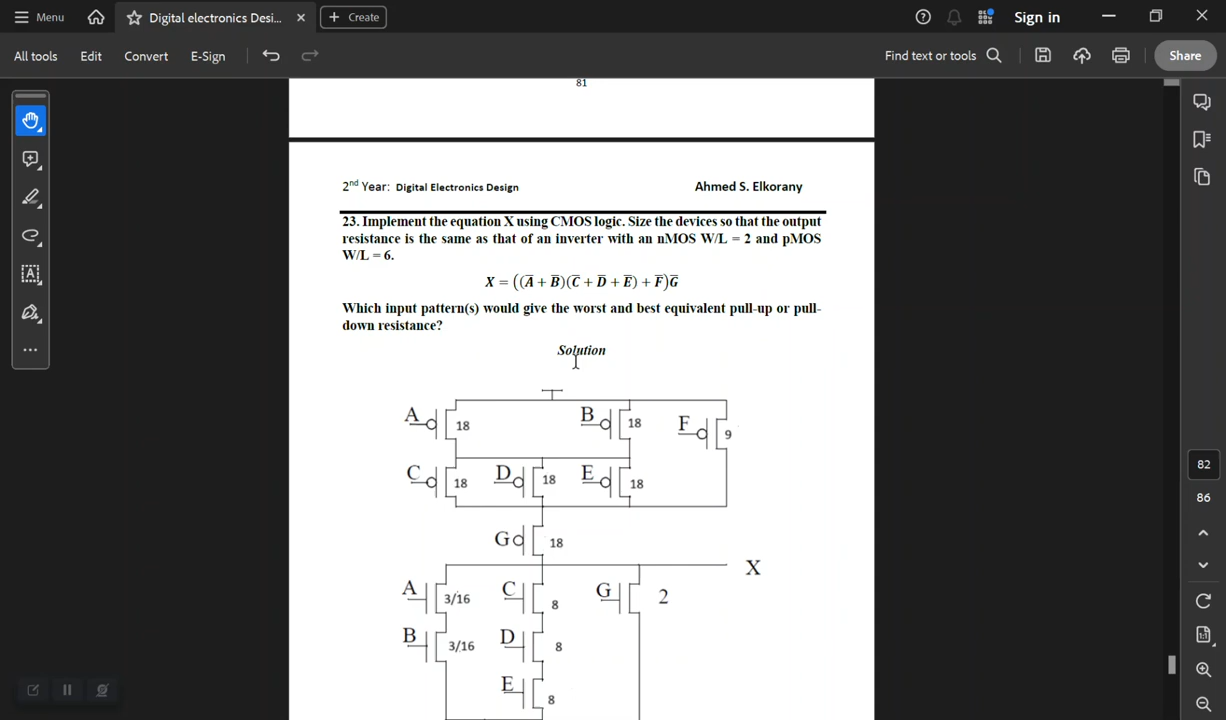 Menu
Digital electronics Desi...
Create
Sign in
All tools
Edit
Convert
E-Sign
Find text or tools
Share
81
2nd Year: Digital Electronics Design
Ahmed S. Elkorany
23. Implement the equation X using CMOS logic. Size the devices so that the output
resistance is the same as that of an inverter with an nMOS W/L = 2 and pMOS
W/L = 6.
X = ((A̅ + B̅)(C̅ + D̅ + E̅) + F̅)G̅
Which input pattern(s) would give the worst and best equivalent pull-up or pull-
down resistance?
Solution
A
18
B
18
F
9
C
18
D
18
E
18
G
18
X
A
3/16
C
8
G
2
B
3/16
D
8
E
8
82
86
1:1